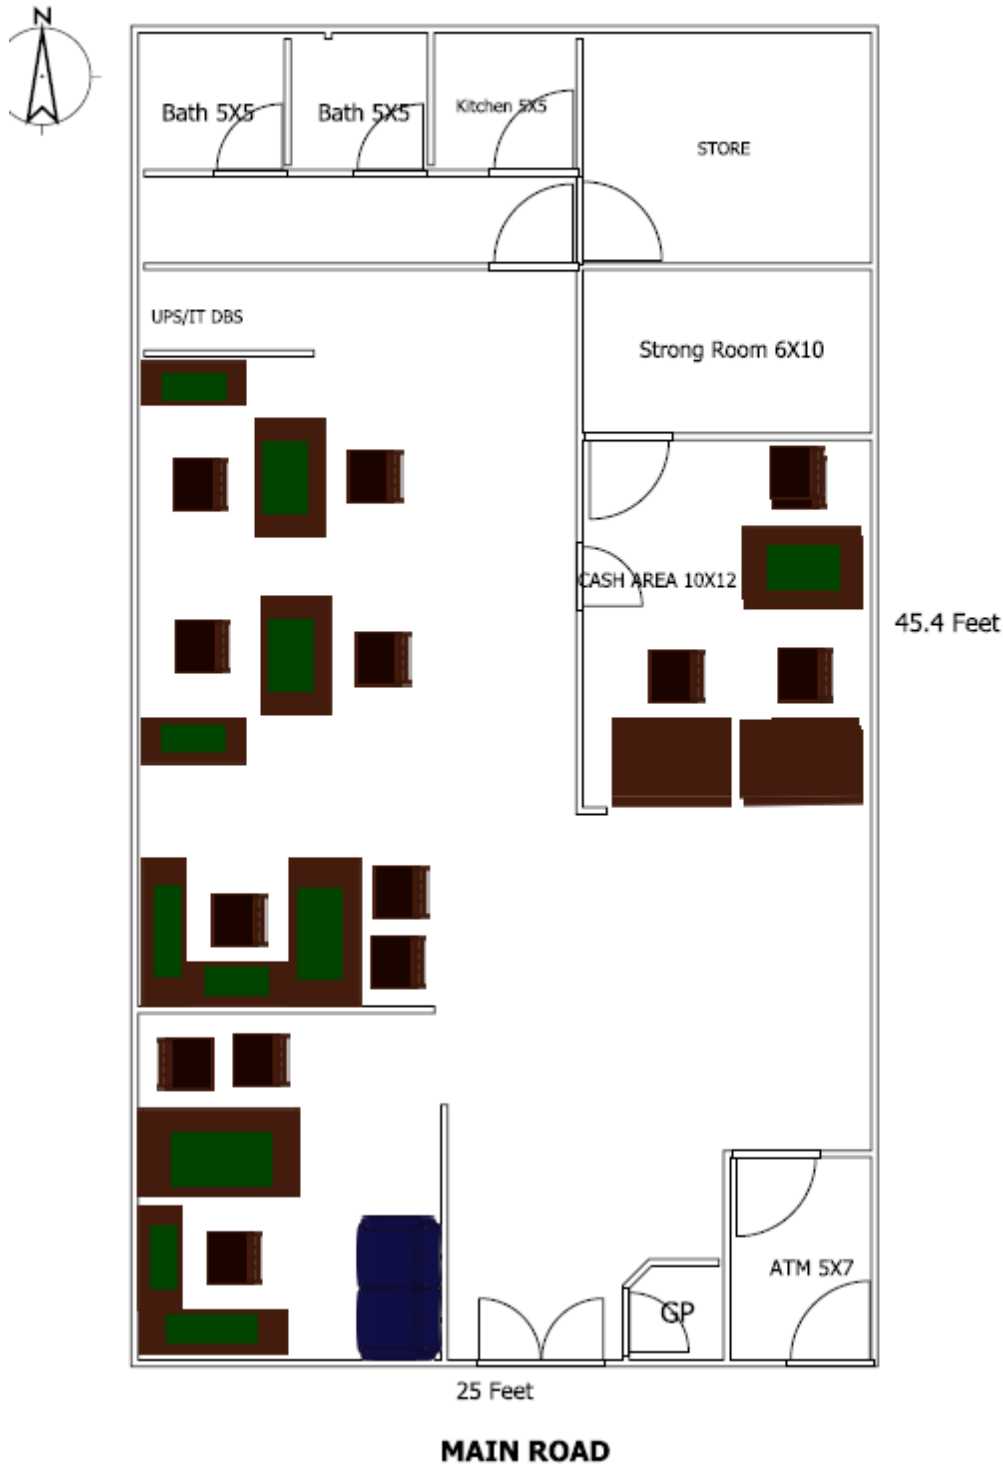 N
Bath 5X5
Bath 5X5
Kitchen 5X5
STORE
UPS/IT DBS
Strong Room 6X10
CASH AREA 10X12
45.4 Feet
ATM 5X7
GP
25 Feet
MAIN ROAD